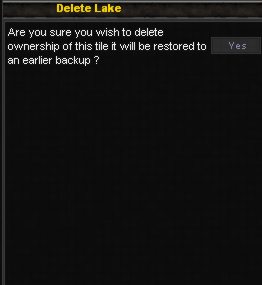 Delete Lake
Are you sure you wish to delete
ownership of this tile it will be restored to
an earlier backup ?
Yes